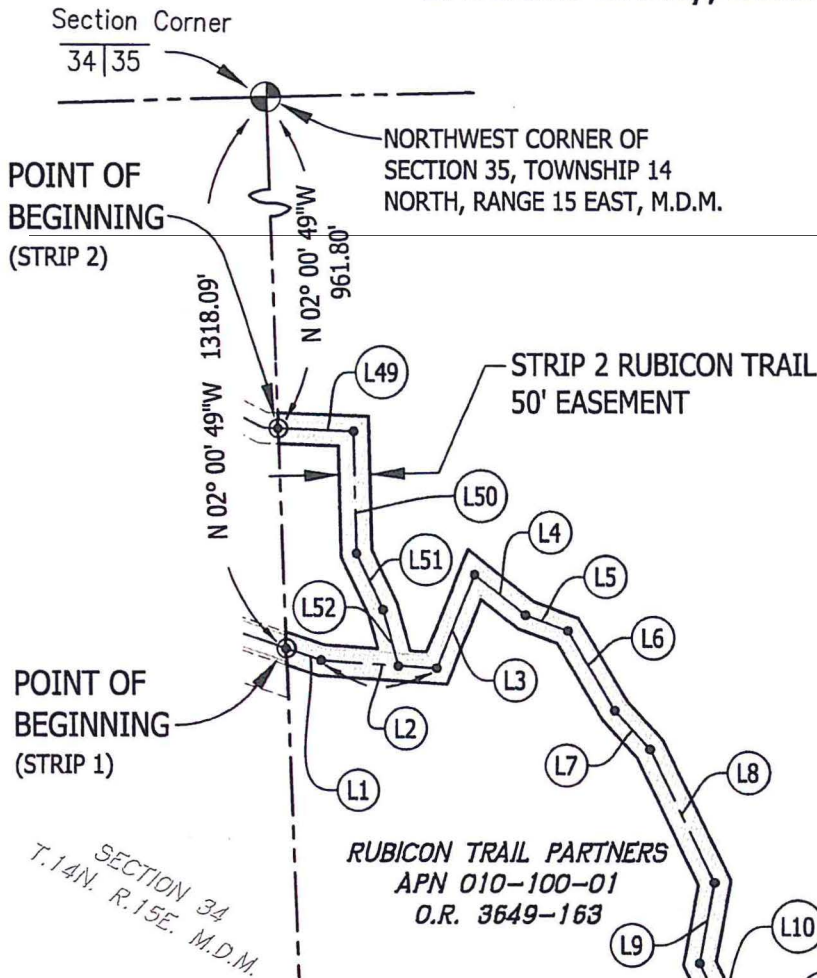 Section Corner
34|35
NORTHWEST CORNER OF
SECTION 35, TOWNSHIP 14
NORTH, RANGE 15 EAST, M.D.M.
POINT OF
BEGINNING
(STRIP 2)
N 02° 00' 49"W
961.80'
N 02° 00' 49"W 1318.09'
L49
STRIP 2 RUBICON TRAIL
50' EASEMENT
L50
L4
L51
L5
L52
L6
L3
POINT OF
BEGINNING
(STRIP 1)
L2
L7
L8
L1
RUBICON TRAIL PARTNERS
APN 010-100-01
O.R. 3649-163
SECTION 34
T.14N. R.15E. M.D.M.
L9
L10